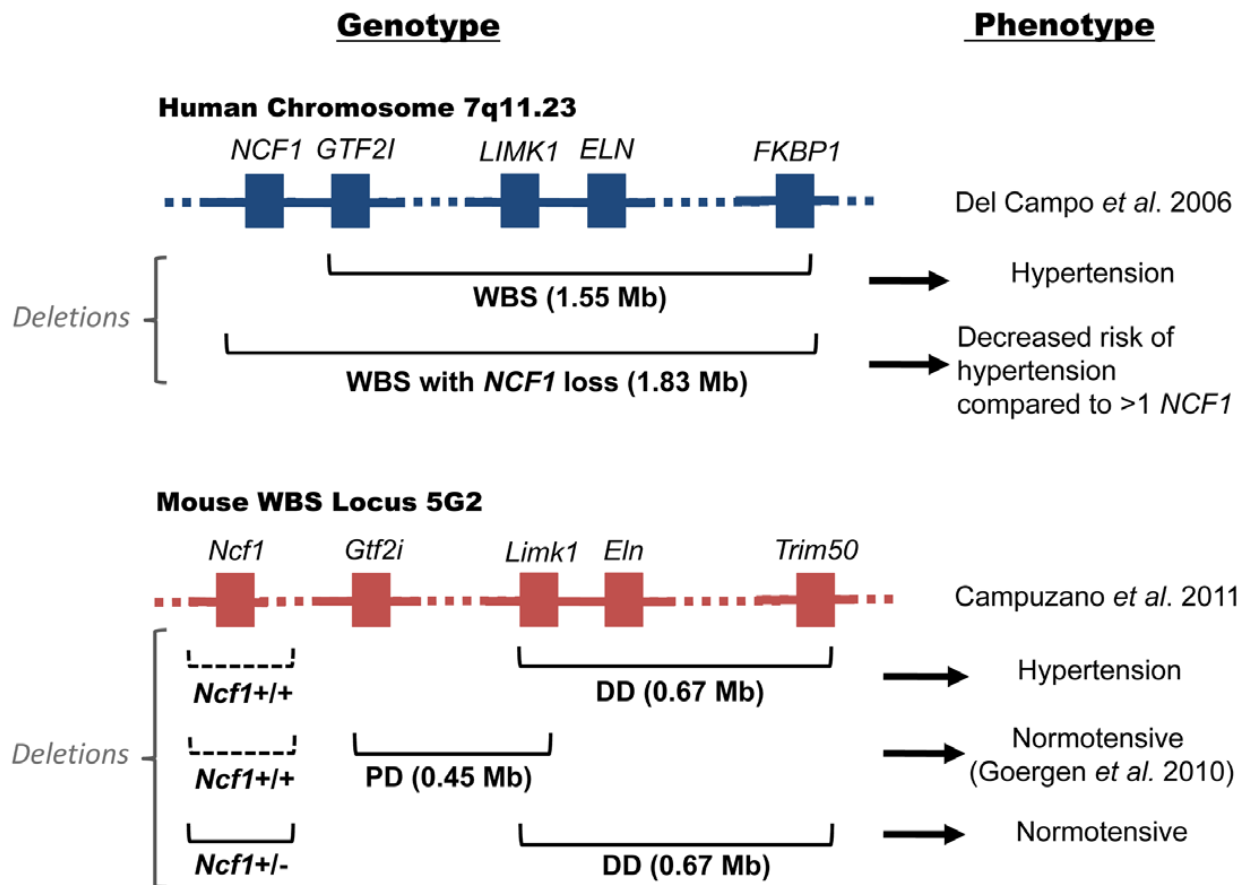 Genotype
Phenotype
Human Chromosome 7q11.23
NCF1 GTF2I LIMK1 ELN FKBP1
Del Campo et al. 2006
Deletions
WBS (1.55 Mb)
Hypertension
WBS with NCF1 loss (1.83 Mb)
Decreased risk of
hypertension
compared to >1 NCF1
Mouse WBS Locus 5G2
Ncf1 Gtf2i Limk1 Eln Trim50
Campuzano et al. 2011
Deletions
Ncf1+/+
DD (0.67 Mb)
Hypertension
Ncf1+/+
PD (0.45 Mb)
Normotensive
(Goergen et al. 2010)
Ncf1+/-
DD (0.67 Mb)
Normotensive